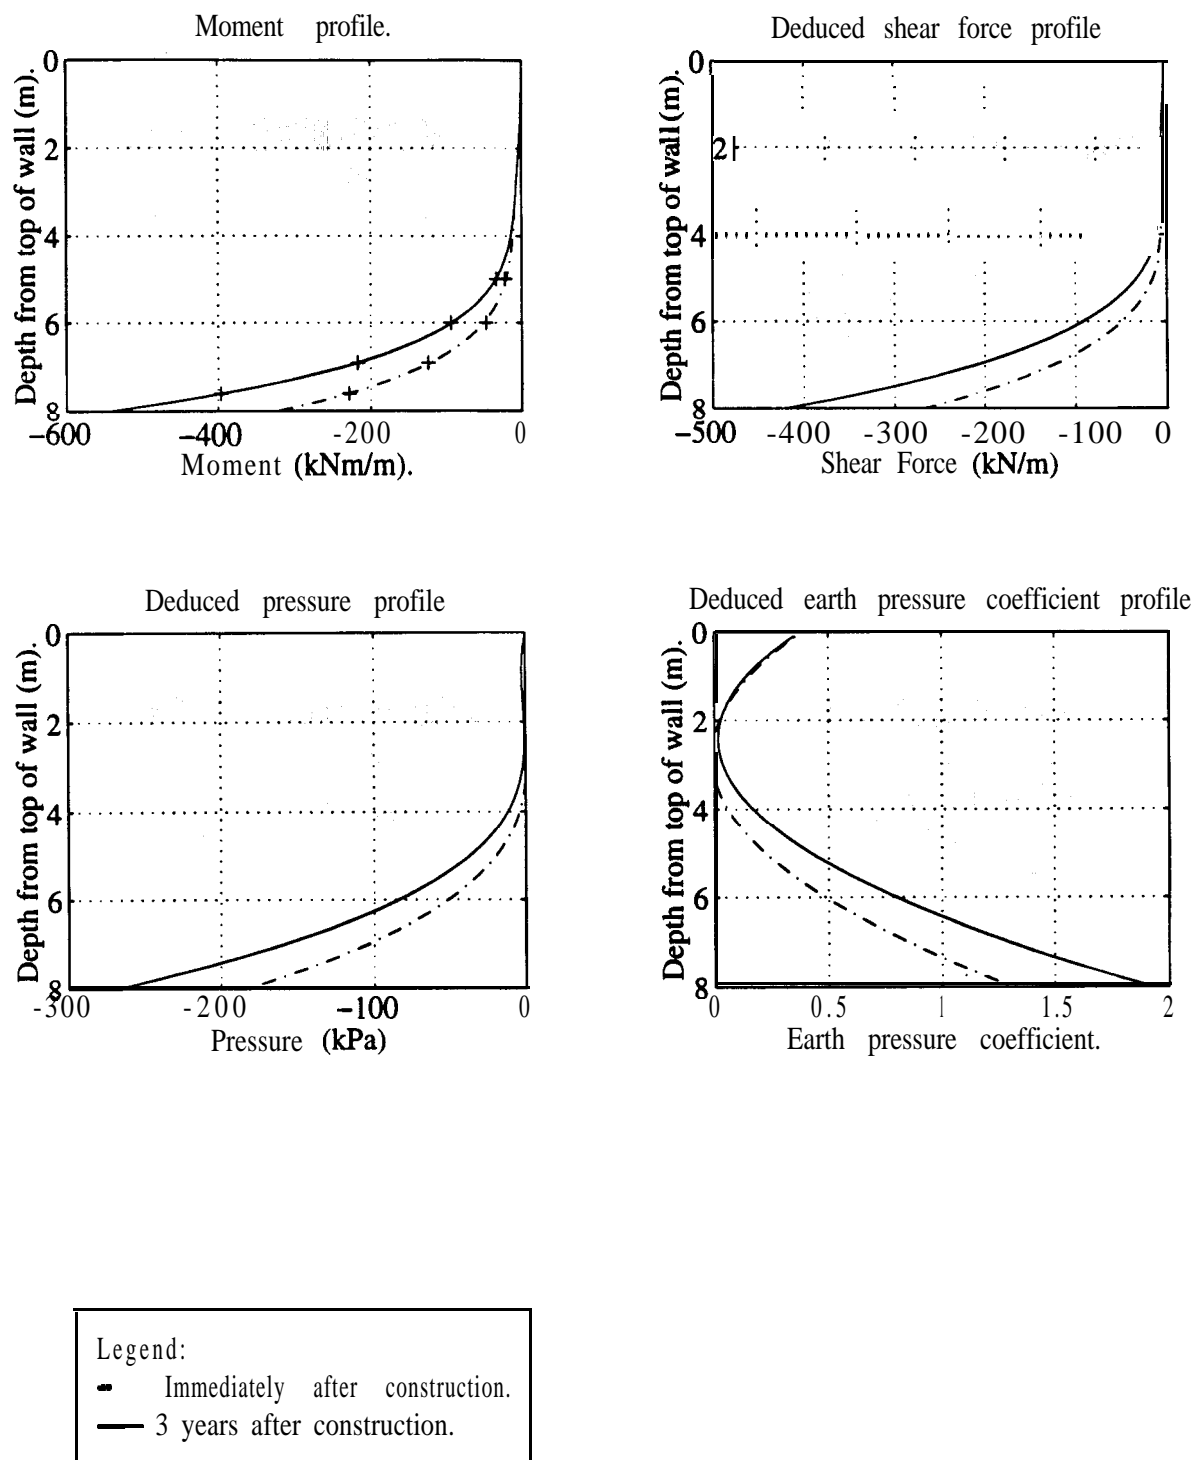 Moment profile.
Depth from top of wall (m).
0
2
4
6
8
-600 -400 -200 0
Moment (kNm/m).
Deduced shear force profile
Depth from top of wall (m).
0
2
4
6
8
-500 -400 -300 -200 -100 0
Shear Force (kN/m)
Deduced pressure profile
Depth from top of wall (m).
0
2
4
6
8
-300 -200 -100 0
Pressure (kPa)
Deduced earth pressure coefficient profile
Depth from top of wall (m).
0
2
4
6
8
0 0.5 1 1.5 2
Earth pressure coefficient.
Legend:
Immediately after construction.
3 years after construction.